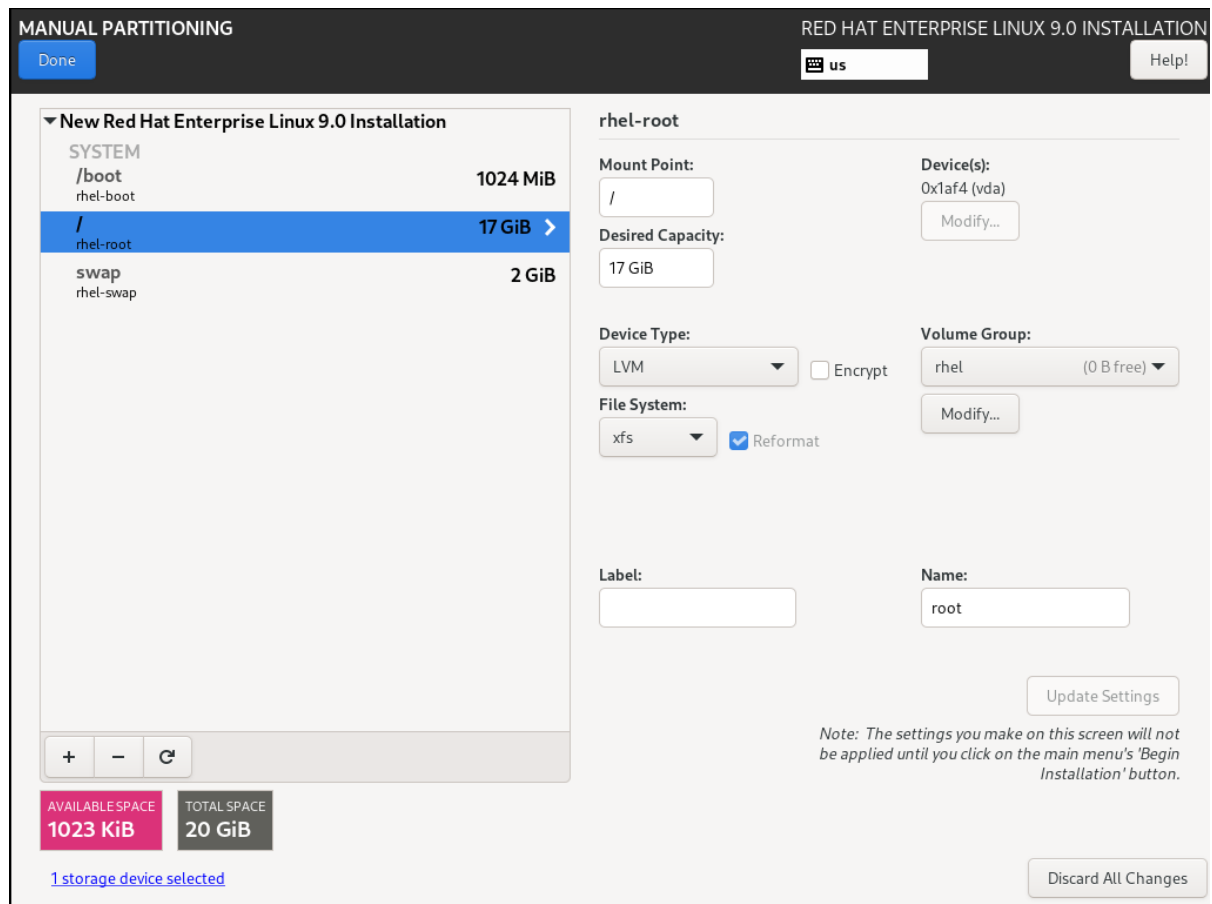 MANUAL PARTITIONING
RED HAT ENTERPRISE LINUX 9.0 INSTALLATION
Done
us
Help!
New Red Hat Enterprise Linux 9.0 Installation
SYSTEM
/boot
1024 MiB
rhel-boot
/
17 GiB
rhel-root
swap
2 GiB
rhel-swap
+ −
AVAILABLE SPACE
1023 KiB
TOTAL SPACE
20 GiB
1 storage device selected
rhel-root
Mount Point:
/
Device(s):
0x1af4 (vda)
Modify...
Desired Capacity:
17 GiB
Device Type:
LVM
Encrypt
Volume Group:
rhel (0 B free)
Modify...
File System:
xfs
Reformat
Label:
Name:
root
Update Settings
Note: The settings you make on this screen will not
be applied until you click on the main menu's 'Begin
Installation' button.
Discard All Changes